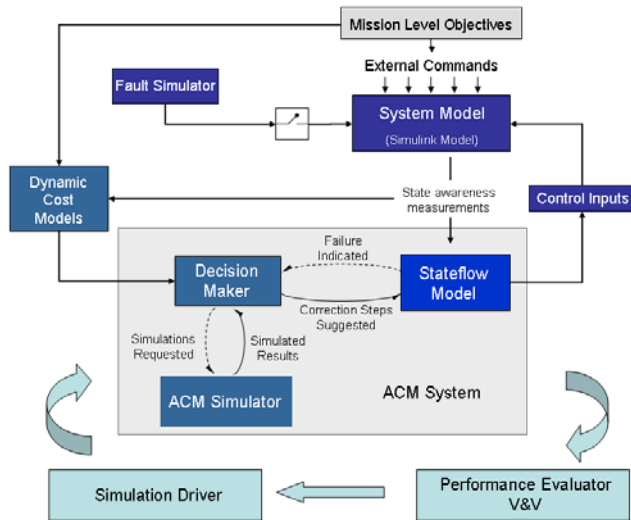 Mission Level Objectives
External Commands
Fault Simulator
System Model
(Simulink Model)
Dynamic
Cost
Models
State awareness
measurements
Control Inputs
Failure
Indicated
Decision
Maker
Stateflow
Model
Correction Steps
Suggested
Simulations
Requested
Simulated
Results
ACM Simulator
ACM System
Simulation Driver
Performance Evaluator
V&V